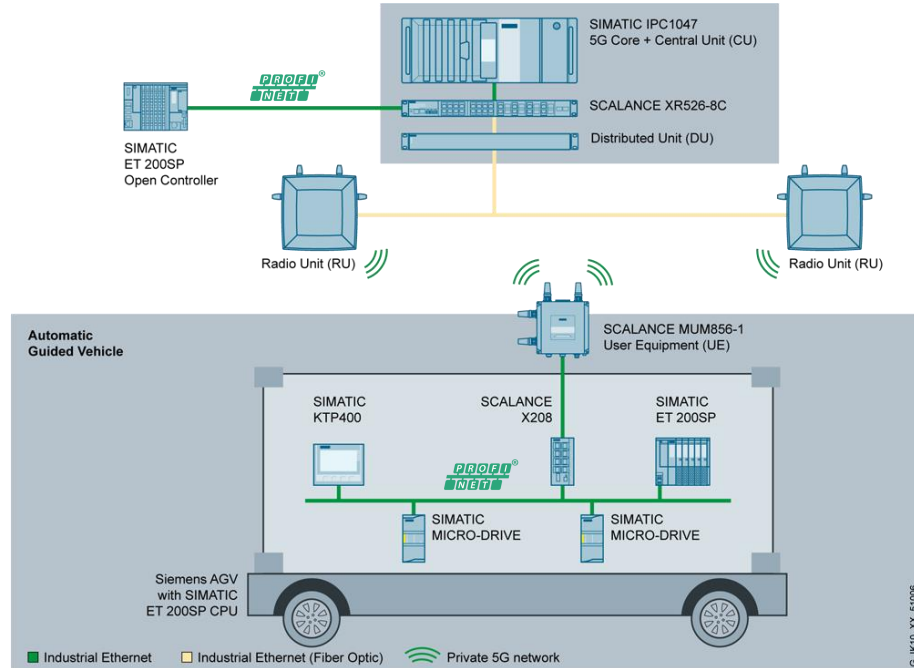 SIMATIC IPC1047
5G Core + Central Unit (CU)
PROFI
NET
®
SCALANCE XR526-8C
Distributed Unit (DU)
SIMATIC
ET 200SP
Open Controller
Radio Unit (RU)
Radio Unit (RU)
Automatic
Guided Vehicle
SCALANCE MUM856-1
User Equipment (UE)
SIMATIC
KTP400
SCALANCE
X208
SIMATIC
ET 200SP
PROFI
NET
®
SIMATIC
MICRO-DRIVE
SIMATIC
MICRO-DRIVE
Siemens AGV
with SIMATIC
ET 200SP CPU
Industrial Ethernet
Industrial Ethernet (Fiber Optic)
Private 5G network